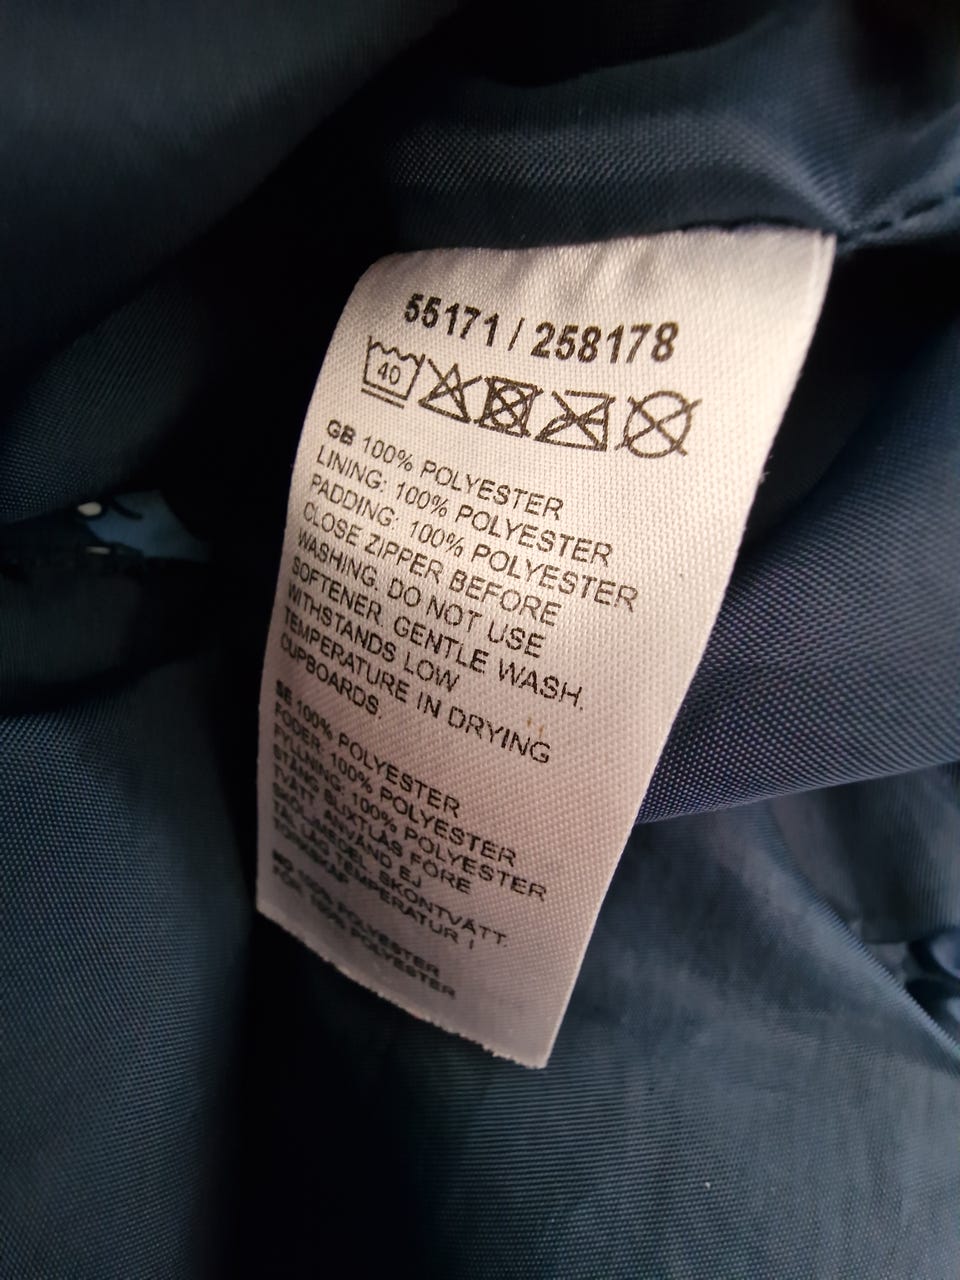 55171 / 258178
40
GB 100% POLYESTER
LINING: 100% POLYESTER
PADDING: 100% POLYESTER
CLOSE ZIPPER BEFORE
WASHING. DO NOT USE
SOFTENER. GENTLE WASH.
WITHSTANDS LOW
TEMPERATURE IN DRYING
CUPBOARDS.
SE 100% POLYESTER
FODER: 100% POLYESTER
FYLLNING: 100% POLYESTER
STÄNG BLIXTLÅS FÖRE
TVÄTT. ANVÄND EJ
SKÖLJMEDEL. SKONTVÄTT.
TÅL LÅG TEMPERATUR I
TORKSKÅP.
NO 100% POLYESTER
FÔR: 100% POLYESTER